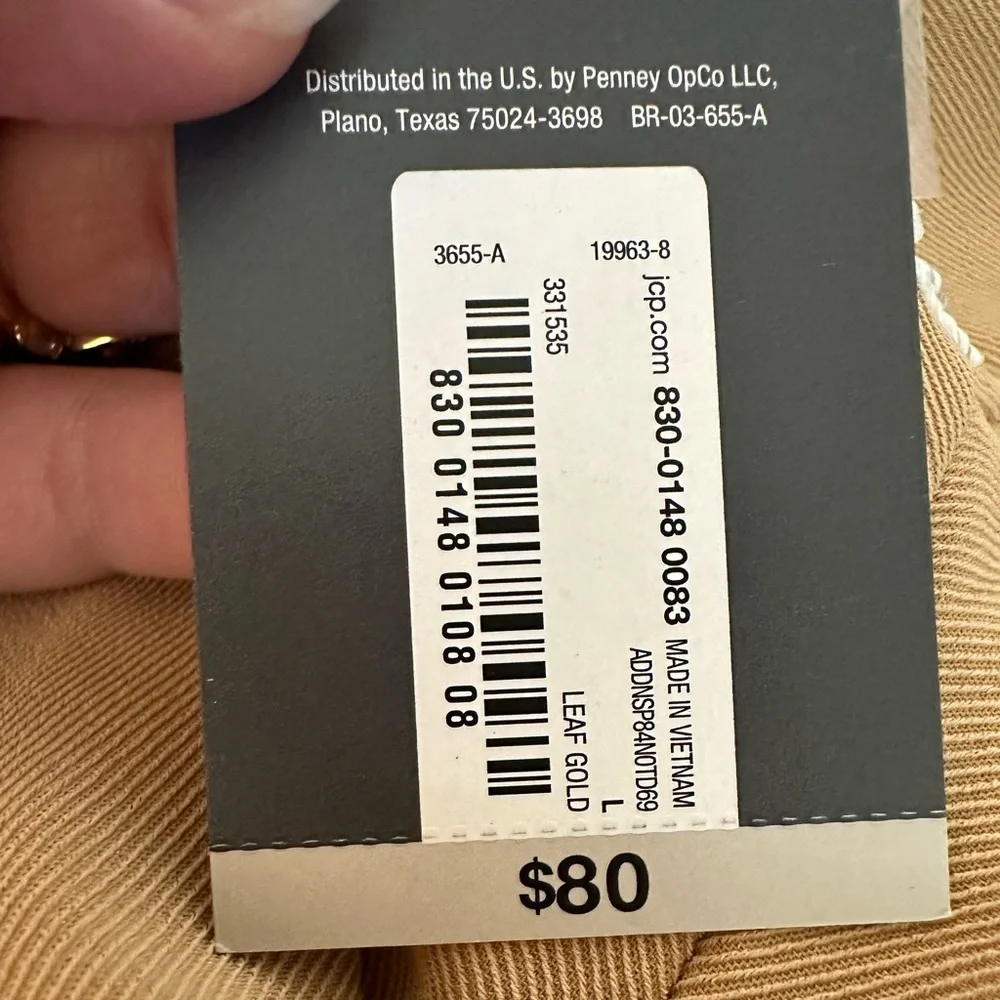 Distributed in the U.S. by Penney OpCo LLC,
Plano, Texas 75024-3698 BR-03-655-A
3655-A
19963-8
jcp.com 830-0148 0083 MADE IN VIETNAM
ADDNSP84N0TD69
L
331535 LEAF GOLD
830 0148 0108 08
$80